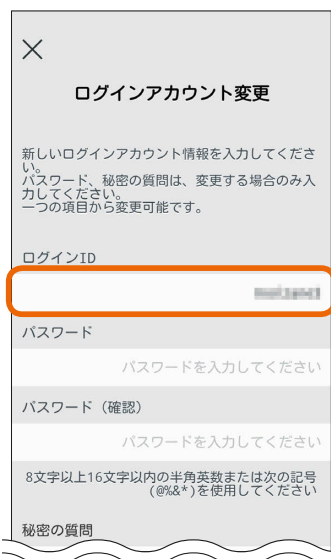 ログインアカウント変更
新しいログインアカウント情報を入力してくださ
い。
パスワード、秘密の質問は、変更する場合のみ入
力してください。
一つの項目から変更可能です。
ログインID
パスワード
パスワードを入力してください
パスワード（確認）
パスワードを入力してください
8文字以上16文字以内の半角英数または次の記号
(@%&*)を使用してください
秘密の質問